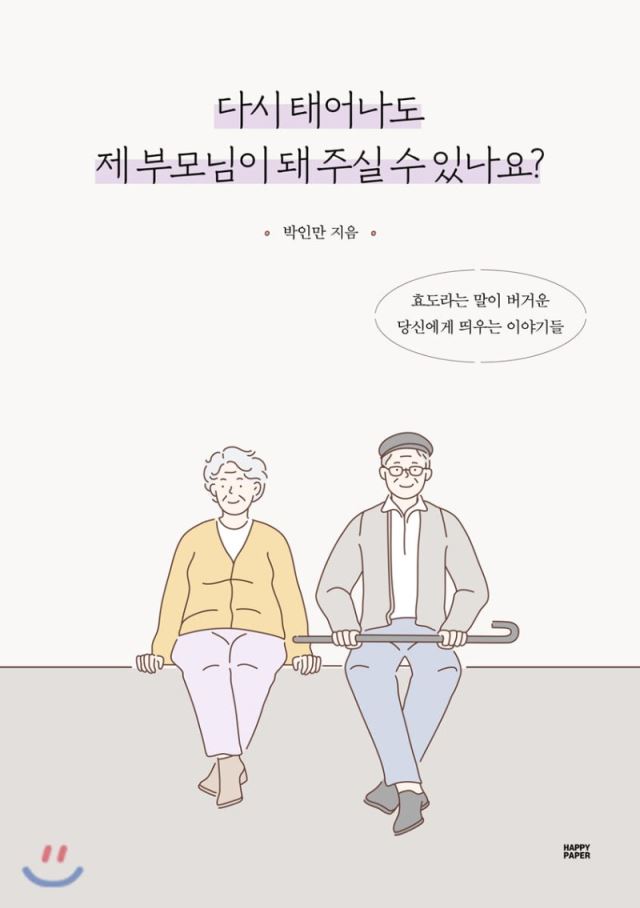 다시 태어나도
제 부모님이 돼 주실 수 있나요?
박인만 지음
효도라는 말이 버거운
당신에게 띄우는 이야기들
HAPPY
PAPER